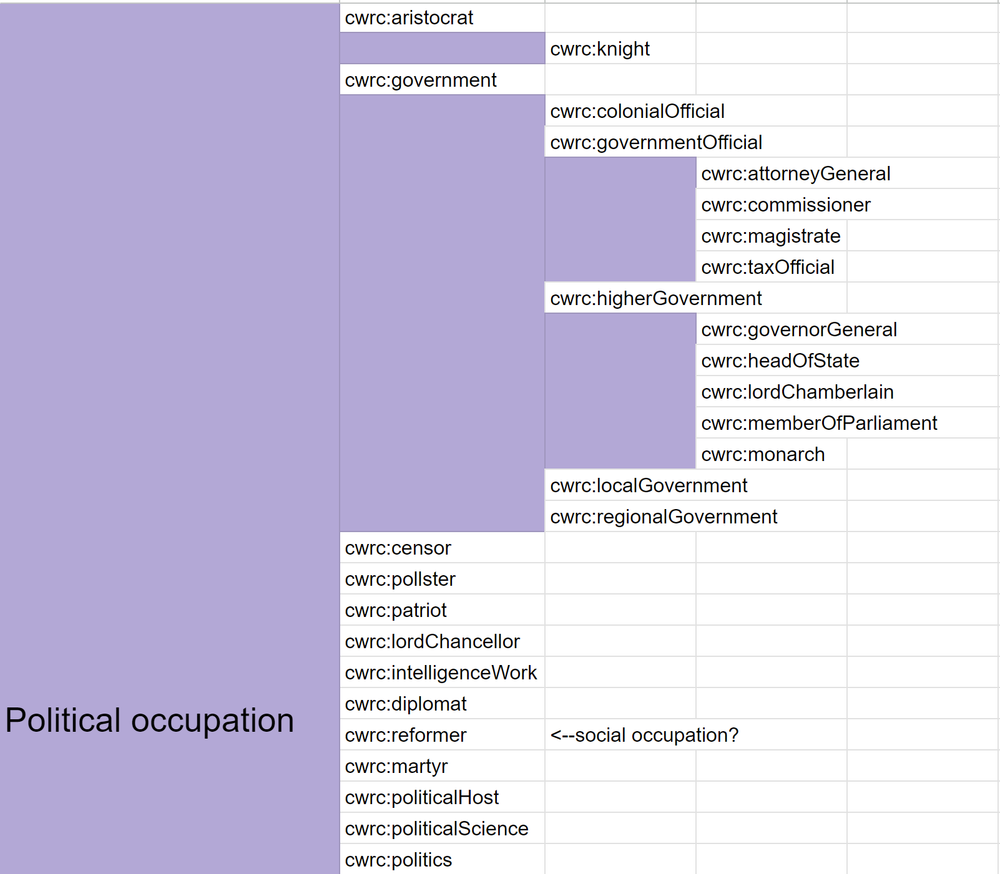 cwrc:aristocrat
cwrc:knight
cwrc:government
cwrc:colonialOfficial
cwrc:governmentOfficial
cwrc:attorneyGeneral
cwrc:commissioner
cwrc:magistrate
cwrc:taxOfficial
cwrc:higherGovernment
cwrc:governorGeneral
cwrc:headOfState
cwrc:lordChamberlain
cwrc:memberOfParliament
cwrc:monarch
cwrc:localGovernment
cwrc:regionalGovernment
cwrc:censor
cwrc:pollster
cwrc:patriot
cwrc:lordChancellor
cwrc:intelligenceWork
cwrc:diplomat
Political occupation
cwrc:reformer <--social occupation?
cwrc:martyr
cwrc:politicalHost
cwrc:politicalScience
cwrc:politics